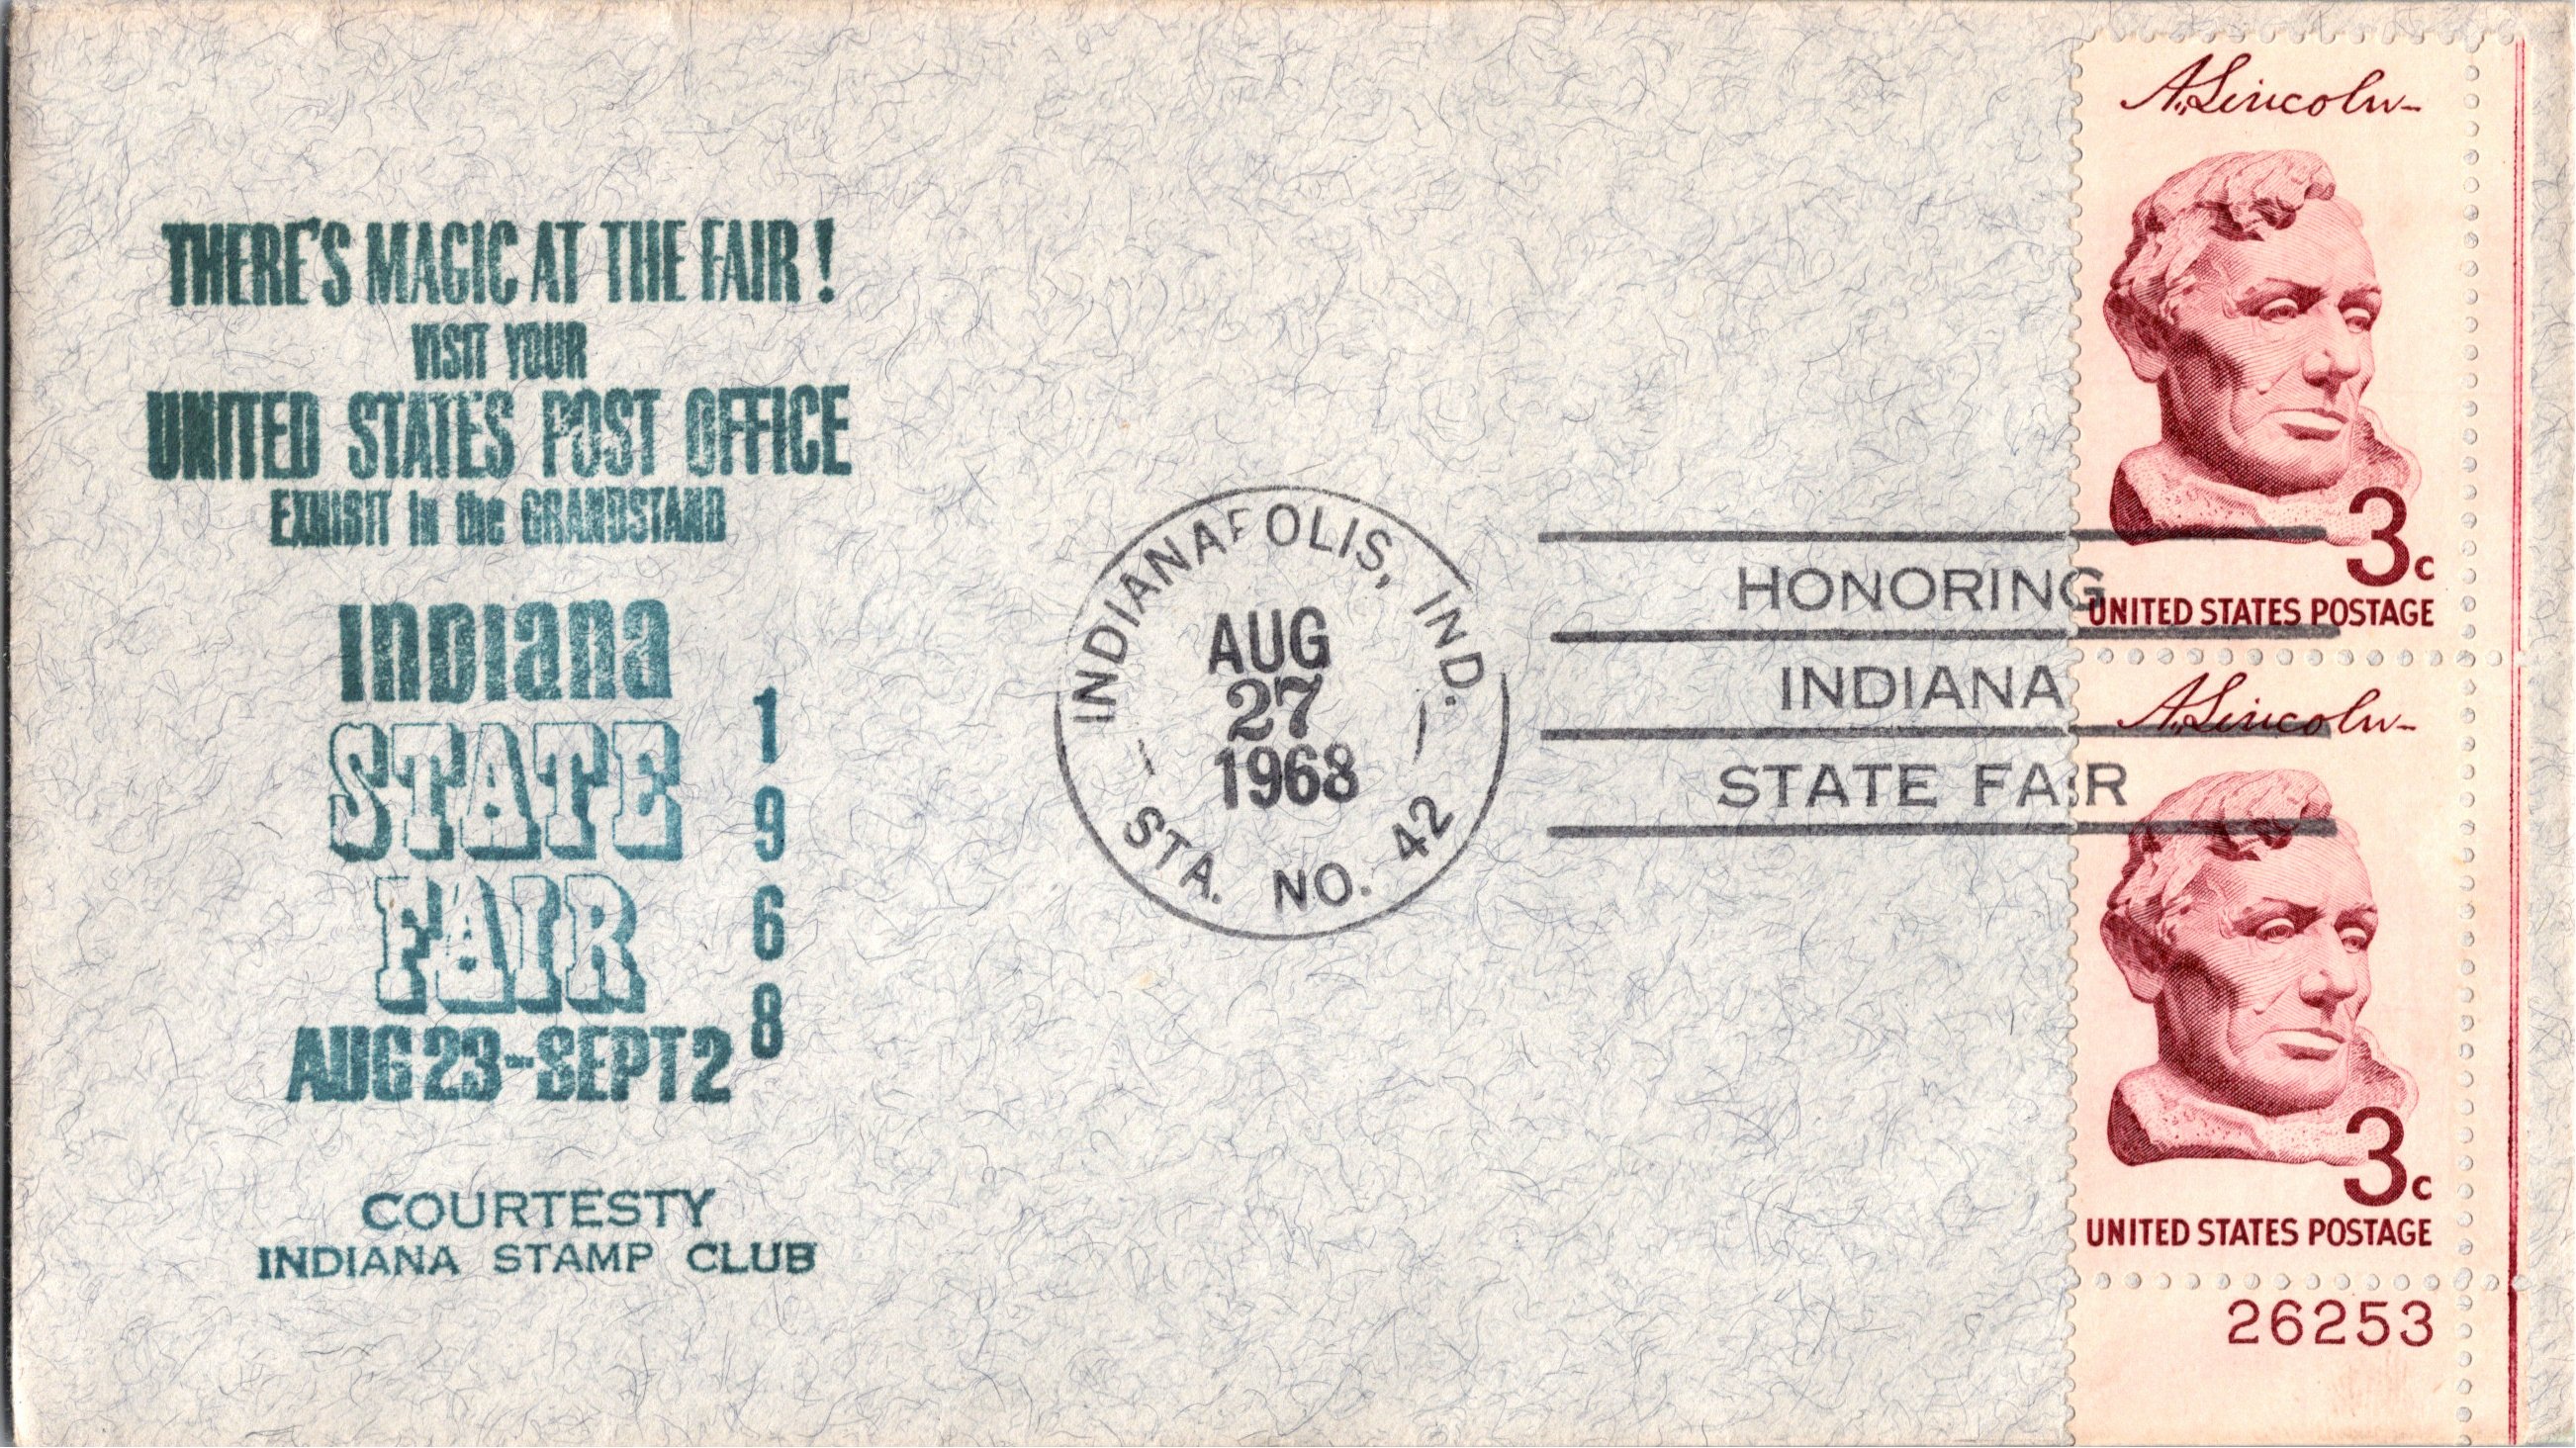 THERE'S MAGIC AT THE FAIR!
VISIT YOUR
UNITED STATES POST OFFICE
EXHIBIT in the GRANDSTAND
INDIANA
STATE
FAIR
1968
AUG 23-SEPT 2
COURTESTY
INDIANA STAMP CLUB
INDIANAPOLIS, IND.
AUG
27
1968
STA. NO. 42
HONORING
INDIANA
STATE FAIR
A. Lincoln
3c
UNITED STATES POSTAGE
A. Lincoln
3c
UNITED STATES POSTAGE
26253